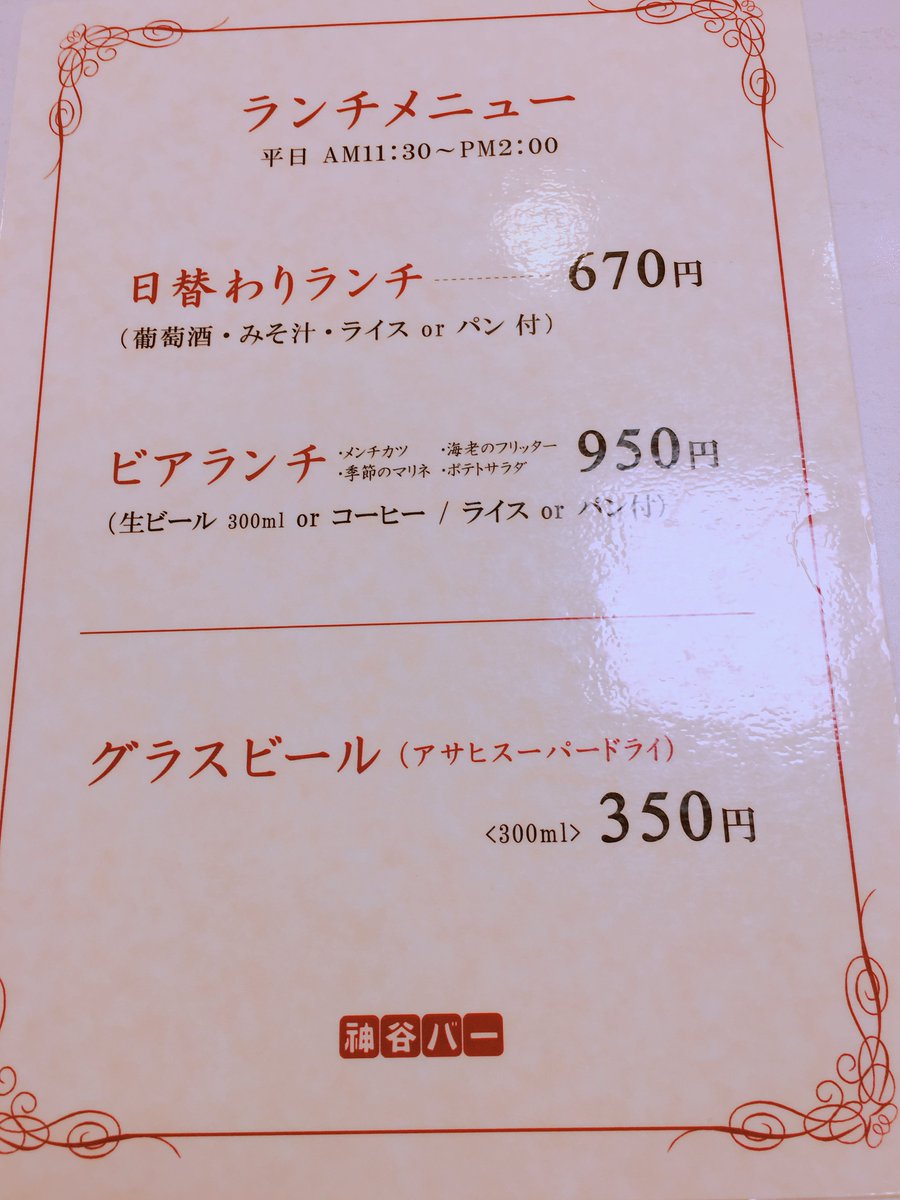 ランチメニュー
平日 AM11:30～PM2:00
日替わりランチ 670円
（葡萄酒・みそ汁・ライス or パン 付）
ビアランチ ・メンチカツ ・海老のフリッター 950円
・季節のマリネ ・ポテトサラダ
（生ビール 300ml or コーヒー / ライス or パン付）
グラスビール（アサヒスーパードライ）
<300ml> 350円
神谷バー